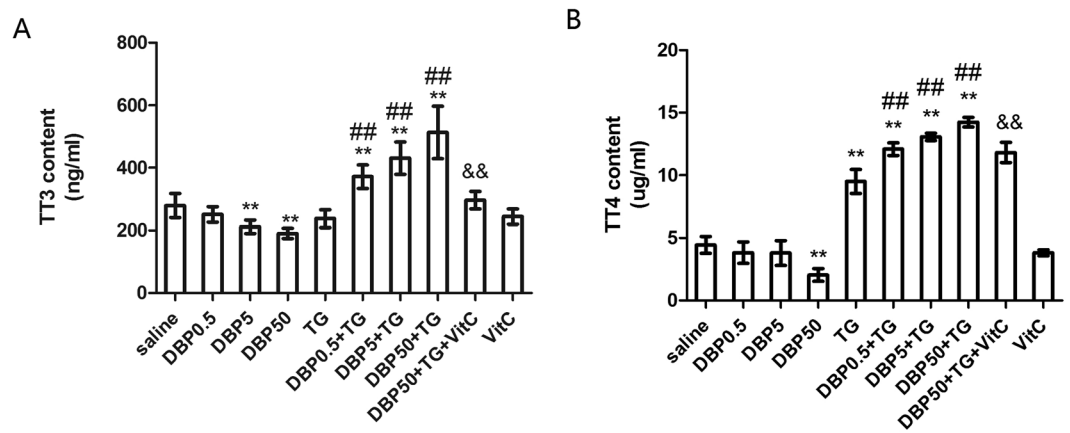 A
TT3 content
(ng/ml)
800
600
400
200
0
**
**
##
**
##
**
##
**
&&
saline
DBP0.5
DBP5
DBP50
TG
DBP0.5+TG
DBP5+TG
DBP50+TG
DBP50+TG+VitC
VitC
B
TT4 content
(ug/ml)
20
15
10
5
0
**
**
##
**
##
**
##
**
&&
saline
DBP0.5
DBP5
DBP50
TG
DBP0.5+TG
DBP5+TG
DBP50+TG
DBP50+TG+VitC
VitC